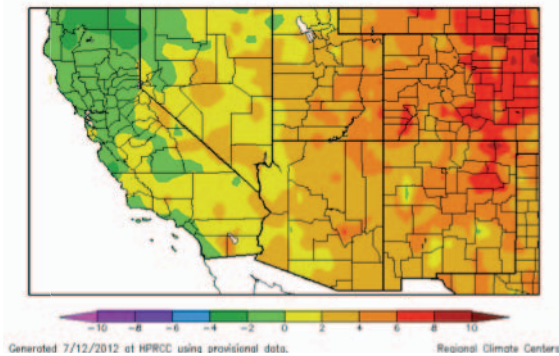 -10 -8 -6 -4 -2 0 2 4 6 8 10
Generated 7/12/2012 at HPRCC using provisional data. Regional Climate Centers